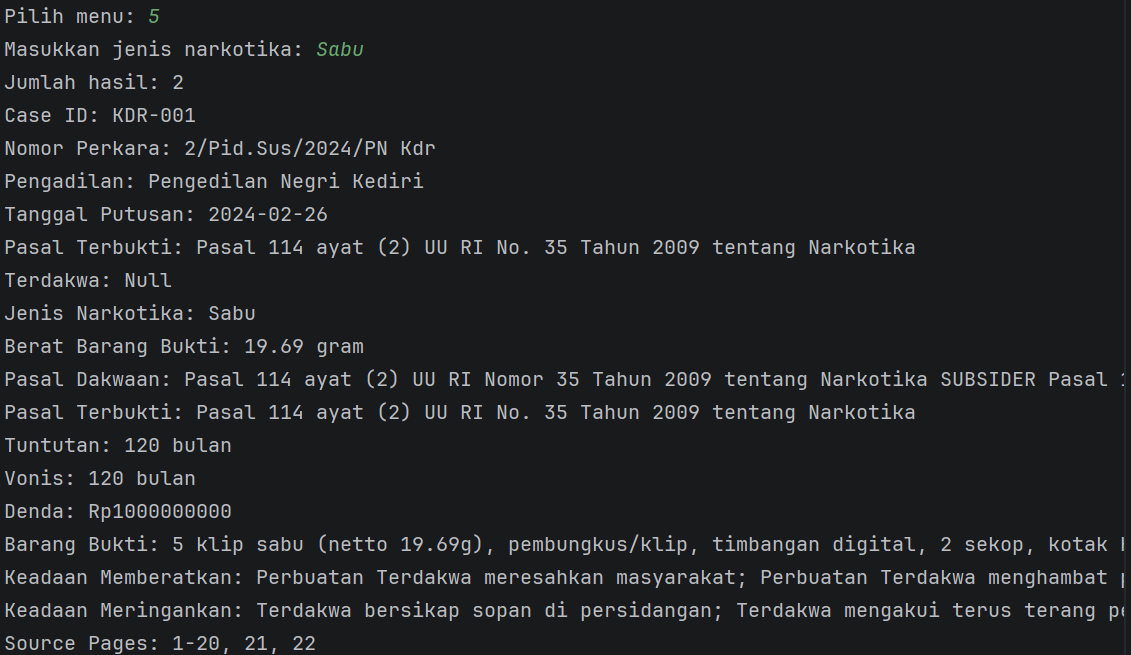 Pilih menu: 5
Masukkan jenis narkotika: Sabu
Jumlah hasil: 2
Case ID: KDR-001
Nomor Perkara: 2/Pid.Sus/2024/PN Kdr
Pengadilan: Pengedilan Negri Kediri
Tanggal Putusan: 2024-02-26
Pasal Terbukti: Pasal 114 ayat (2) UU RI No. 35 Tahun 2009 tentang Narkotika
Terdakwa: Null
Jenis Narkotika: Sabu
Berat Barang Bukti: 19.69 gram
Pasal Dakwaan: Pasal 114 ayat (2) UU RI Nomor 35 Tahun 2009 tentang Narkotika SUBSIDER Pasal
Pasal Terbukti: Pasal 114 ayat (2) UU RI No. 35 Tahun 2009 tentang Narkotika
Tuntutan: 120 bulan
Vonis: 120 bulan
Denda: Rp1000000000
Barang Bukti: 5 klip sabu (netto 19.69g), pembungkus/klip, timbangan digital, 2 sekop, kotak
Keadaan Memberatkan: Perbuatan Terdakwa meresahkan masyarakat; Perbuatan Terdakwa menghambat
Keadaan Meringankan: Terdakwa bersikap sopan di persidangan; Terdakwa mengakui terus terang
Source Pages: 1-20, 21, 22